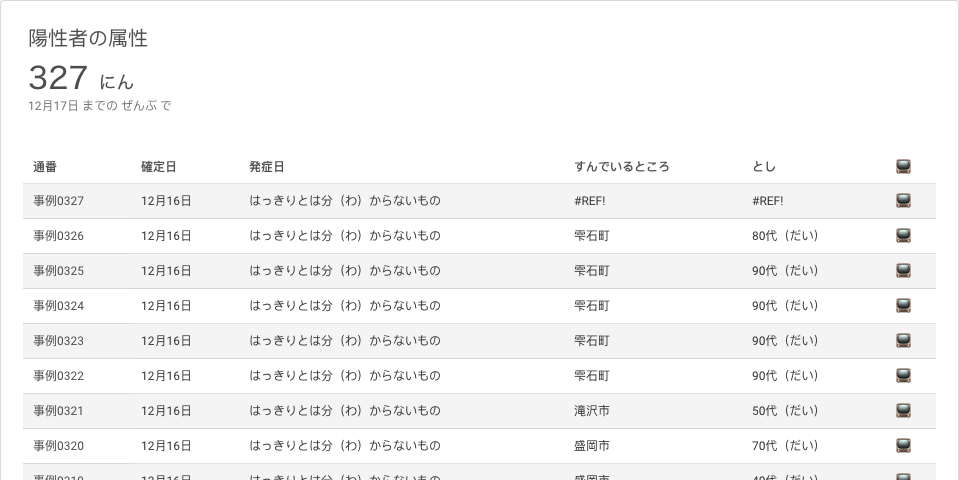 陽性者の属性
327 にん
12月17日 までの ぜんぶ で
通番 確定日 発症日 すんでいるところ とし
事例0327 12月16日 はっきりとは分（わ）からないもの #REF! #REF!
事例0326 12月16日 はっきりとは分（わ）からないもの 雫石町 80代（だい）
事例0325 12月16日 はっきりとは分（わ）からないもの 雫石町 90代（だい）
事例0324 12月16日 はっきりとは分（わ）からないもの 雫石町 90代（だい）
事例0323 12月16日 はっきりとは分（わ）からないもの 雫石町 90代（だい）
事例0322 12月16日 はっきりとは分（わ）からないもの 雫石町 90代（だい）
事例0321 12月16日 はっきりとは分（わ）からないもの 滝沢市 50代（だい）
事例0320 12月16日 はっきりとは分（わ）からないもの 盛岡市 70代（だい）
事例0319 12月16日 はっきりとは分（わ）からないもの 盛岡市 40代（だい）